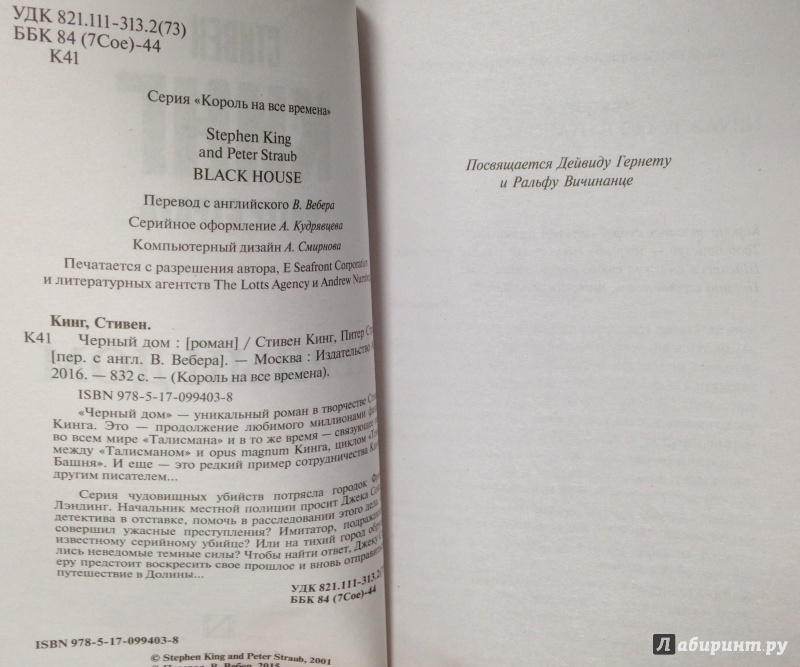 УДК 821.111-313.2(73)
ББК 84 (7Сое)-44
К41
Серия «Король на все времена»
Stephen King
and Peter Straub
BLACK HOUSE
Перевод с английского В. Вебера
Серийное оформление А. Кудрявцева
Компьютерный дизайн А. Смирнова
Печатается с разрешения автора, E Seafront Corporation
и литературных агентств The Lotts Agency и Andrew
Кинг, Стивен.
К41 Черный дом : [роман] / Стивен Кинг, Питер
[пер. с англ. В. Вебера]. — Москва : Издательство
2016. — 832 с. — (Король на все времена).
ISBN 978-5-17-099403-8
«Черный дом» — уникальный роман в творчестве
Кинга. Это — продолжение любимого миллионами
во всем мире «Талисмана» и в то же время — связующее
между «Талисманом» и opus magnum Кинга, циклом
Башня». И еще — это редкий пример сотрудничества
другим писателем...
Серия чудовищных убийств потрясла городок
Лэндинг. Начальник местной полиции просит Джека
детектива в отставке, помочь в расследовании этого дела.
совершил ужасные преступления? Имитатор,
известному серийному убийце? Или на тихий город
лись неведомые темные силы? Чтобы найти ответ, Джеку
еру предстоит воскресить свое прошлое и вновь
путешествие в Долины...
УДК 821.111-313.2
ББК 84 (7Сое)-44
ISBN 978-5-17-099403-8
© Stephen King and Peter Straub, 2001
Посвящается Дейвиду Гернету
и Ральфу Вичинанце
Лабиринт.ру